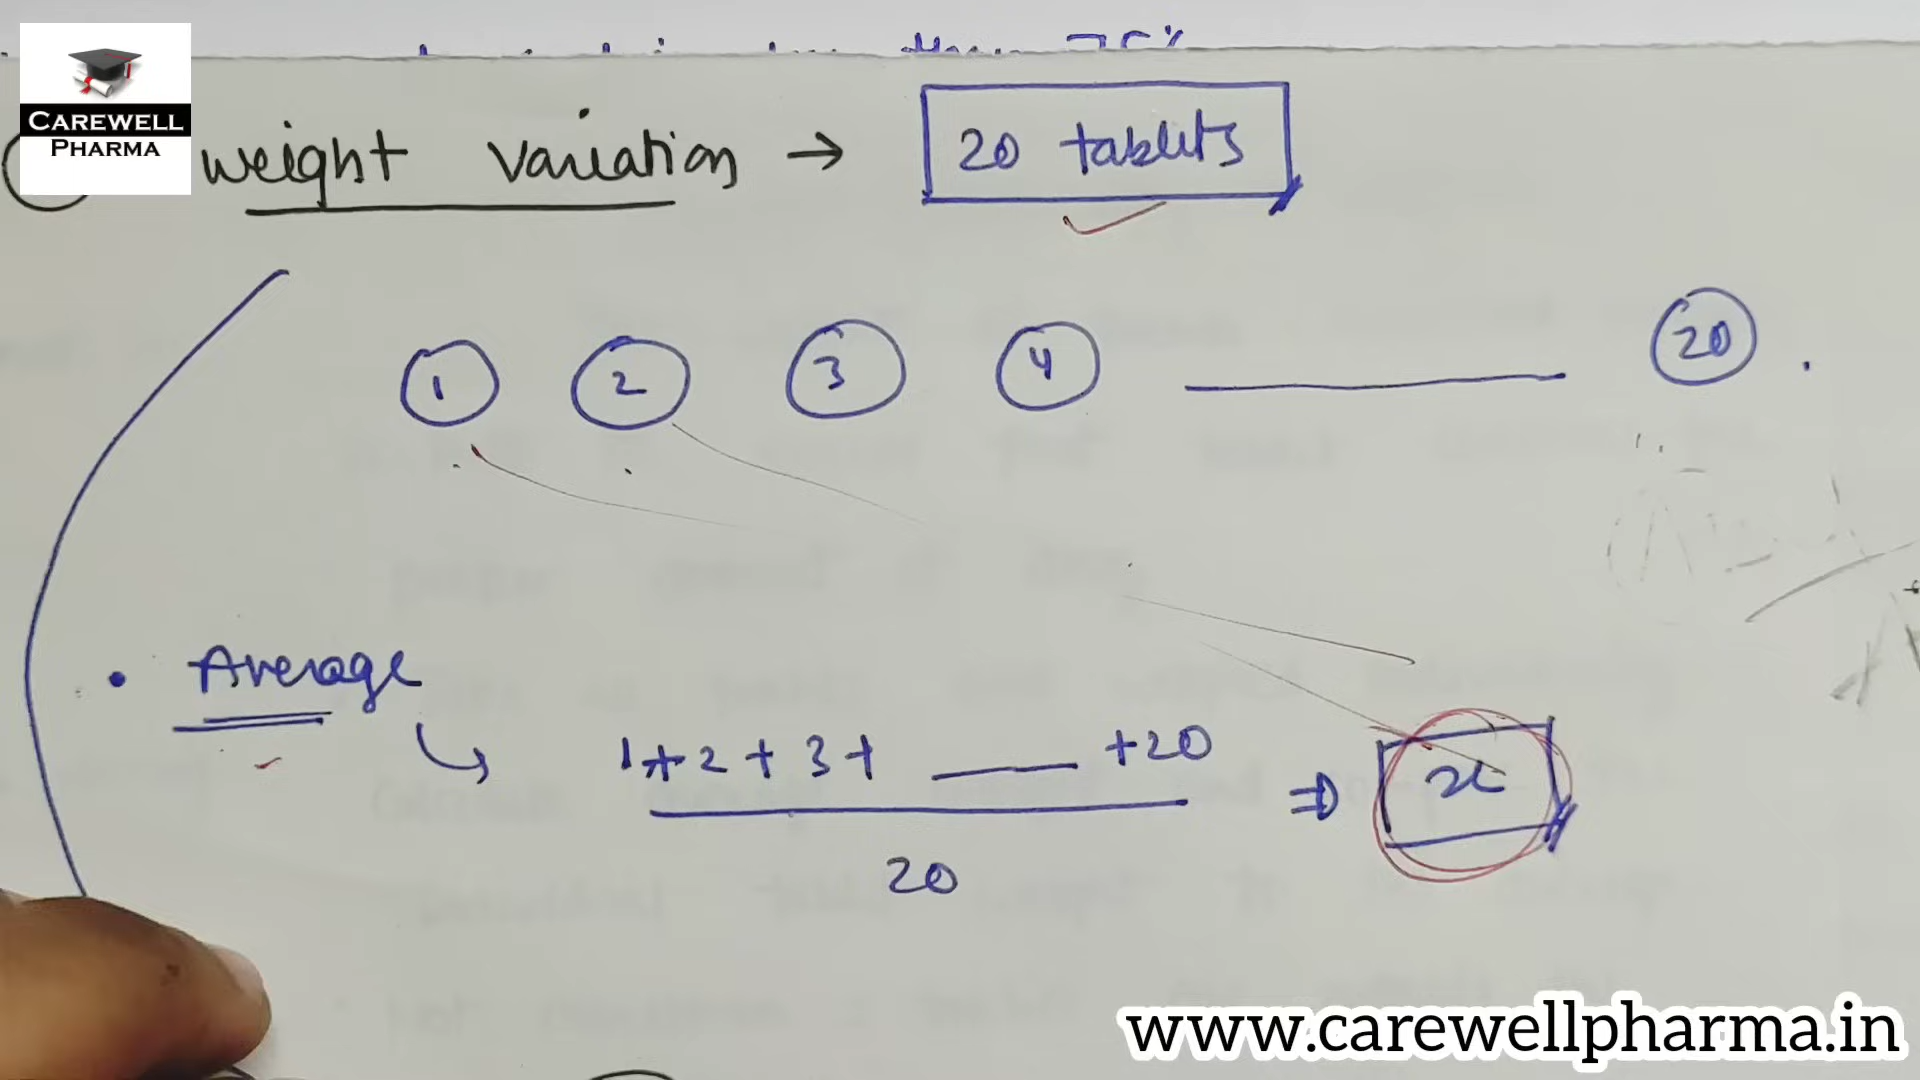 CAREWELL
PHARMA
weight variation → 20 tablets
1 2 3 4 ——— 20 .
• Average
1+2+3+ ___ +20 ⇒ x
20
www.carewellpharma.in